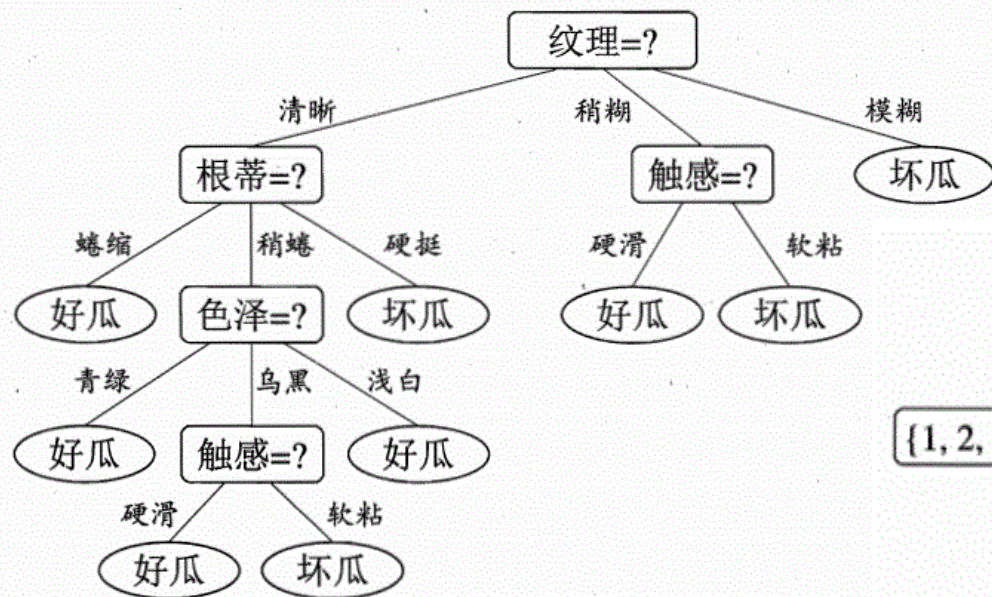 纹理=?
清晰 稍糊 模糊
根蒂=? 触感=? 坏瓜
蜷缩 稍蜷 硬挺 硬滑 软粘
好瓜 色泽=? 坏瓜 好瓜 坏瓜
青绿 乌黑 浅白
好瓜 触感=? 好瓜 {1, 2,
硬滑 软粘
好瓜 坏瓜